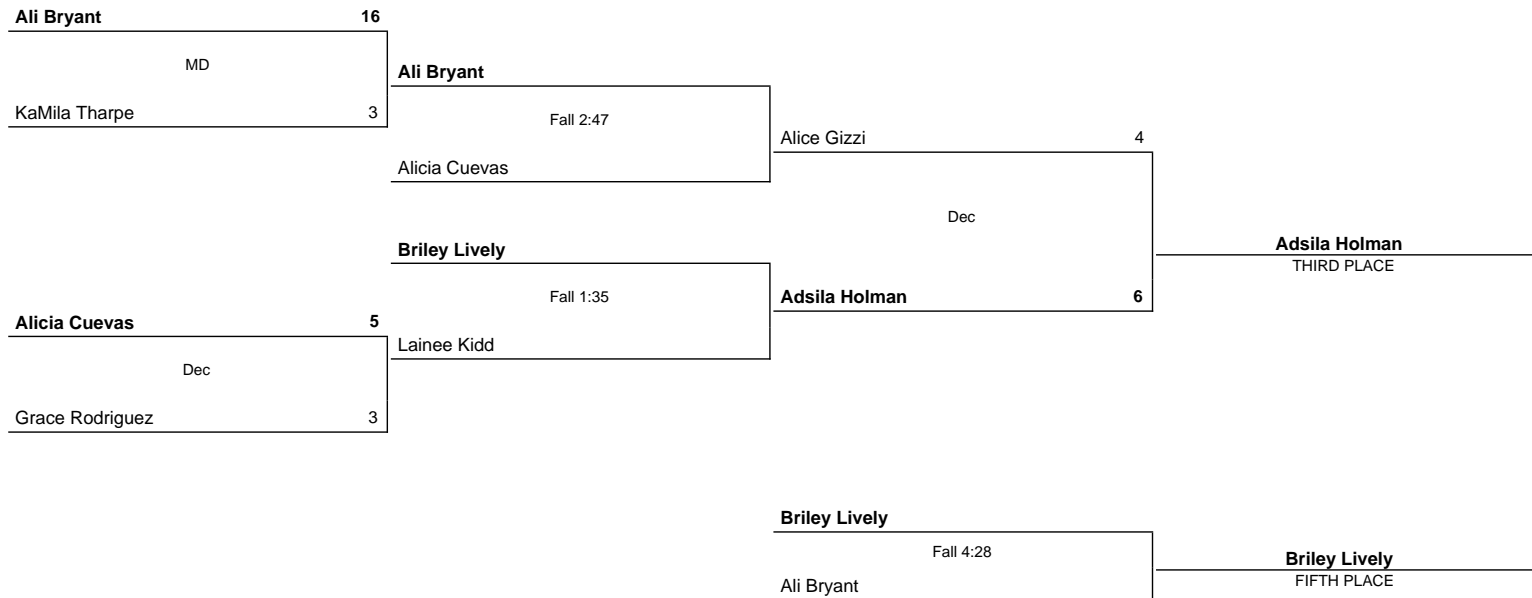 Ali Bryant 16
MD
KaMila Tharpe 3
Ali Bryant
Fall 2:47
Alicia Cuevas
Alice Gizzi 4
Dec
Adsila Holman 6
Adsila Holman
THIRD PLACE
Briley Lively
Fall 1:35
Lainee Kidd
Alicia Cuevas 5
Dec
Grace Rodriguez 3
Briley Lively
Fall 4:28
Ali Bryant
Briley Lively
FIFTH PLACE